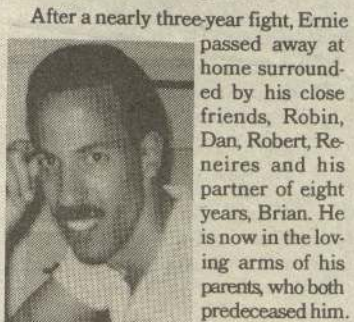 After a nearly three-year fight, Ernie
passed away at
home surround-
ed by his close
friends, Robin,
Dan, Robert, Re-
neires and his
partner of eight
years, Brian. He
is now in the lov-
ing arms of his
parents, who both
predeceased him.